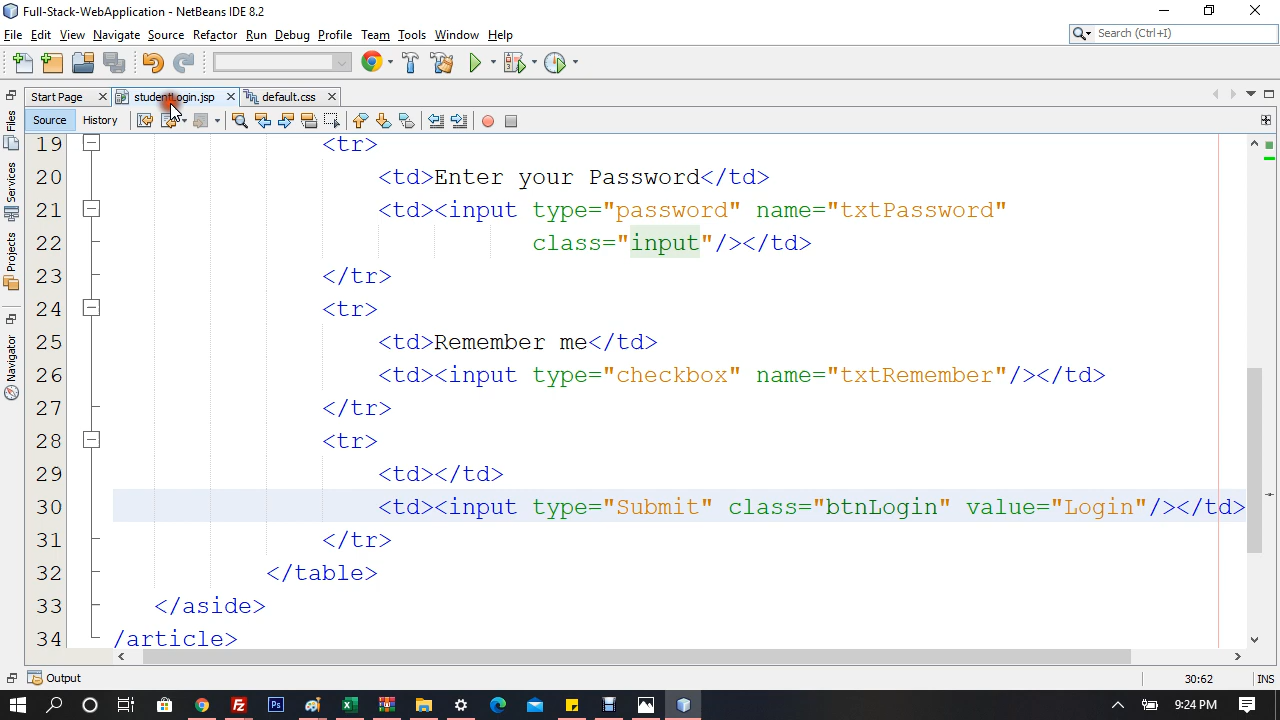 Full-Stack-WebApplication - NetBeans IDE 8.2
File Edit View Navigate Source Refactor Run Debug Profile Team Tools Window Help
Search (Ctrl+I)
Start Page studentLogin.jsp default.css
Source History
Files
Services
Projects
Navigator
19 <tr>
20 <td>Enter your Password</td>
21 <td><input type="password" name="txtPassword"
22 class="input"/></td>
23 </tr>
24 <tr>
25 <td>Remember me</td>
26 <td><input type="checkbox" name="txtRemember"/></td>
27 </tr>
28 <tr>
29 <td></td>
30 <td><input type="Submit" class="btnLogin" value="Login"/></td>
31 </tr>
32 </table>
33 </aside>
34 /article>
Output
30:62 INS
9:24 PM